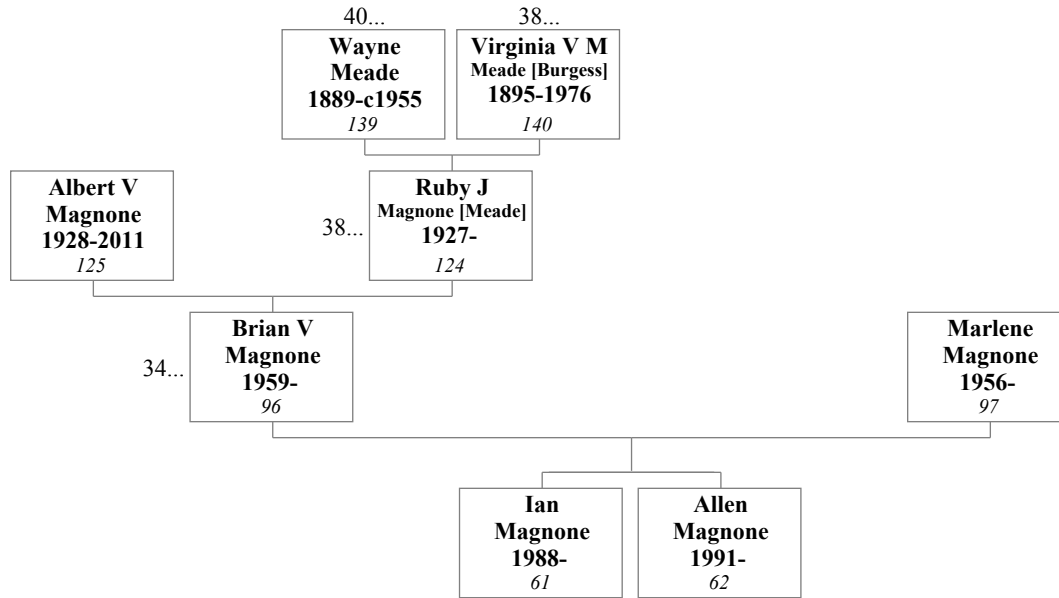 40...
Wayne
Meade
1889-c1955
139
38...
Virginia V M
Meade [Burgess]
1895-1976
140
Albert V
Magnone
1928-2011
125
38...
Ruby J
Magnone [Meade]
1927-
124
34...
Brian V
Magnone
1959-
96
Marlene
Magnone
1956-
97
Ian
Magnone
1988-
61
Allen
Magnone
1991-
62